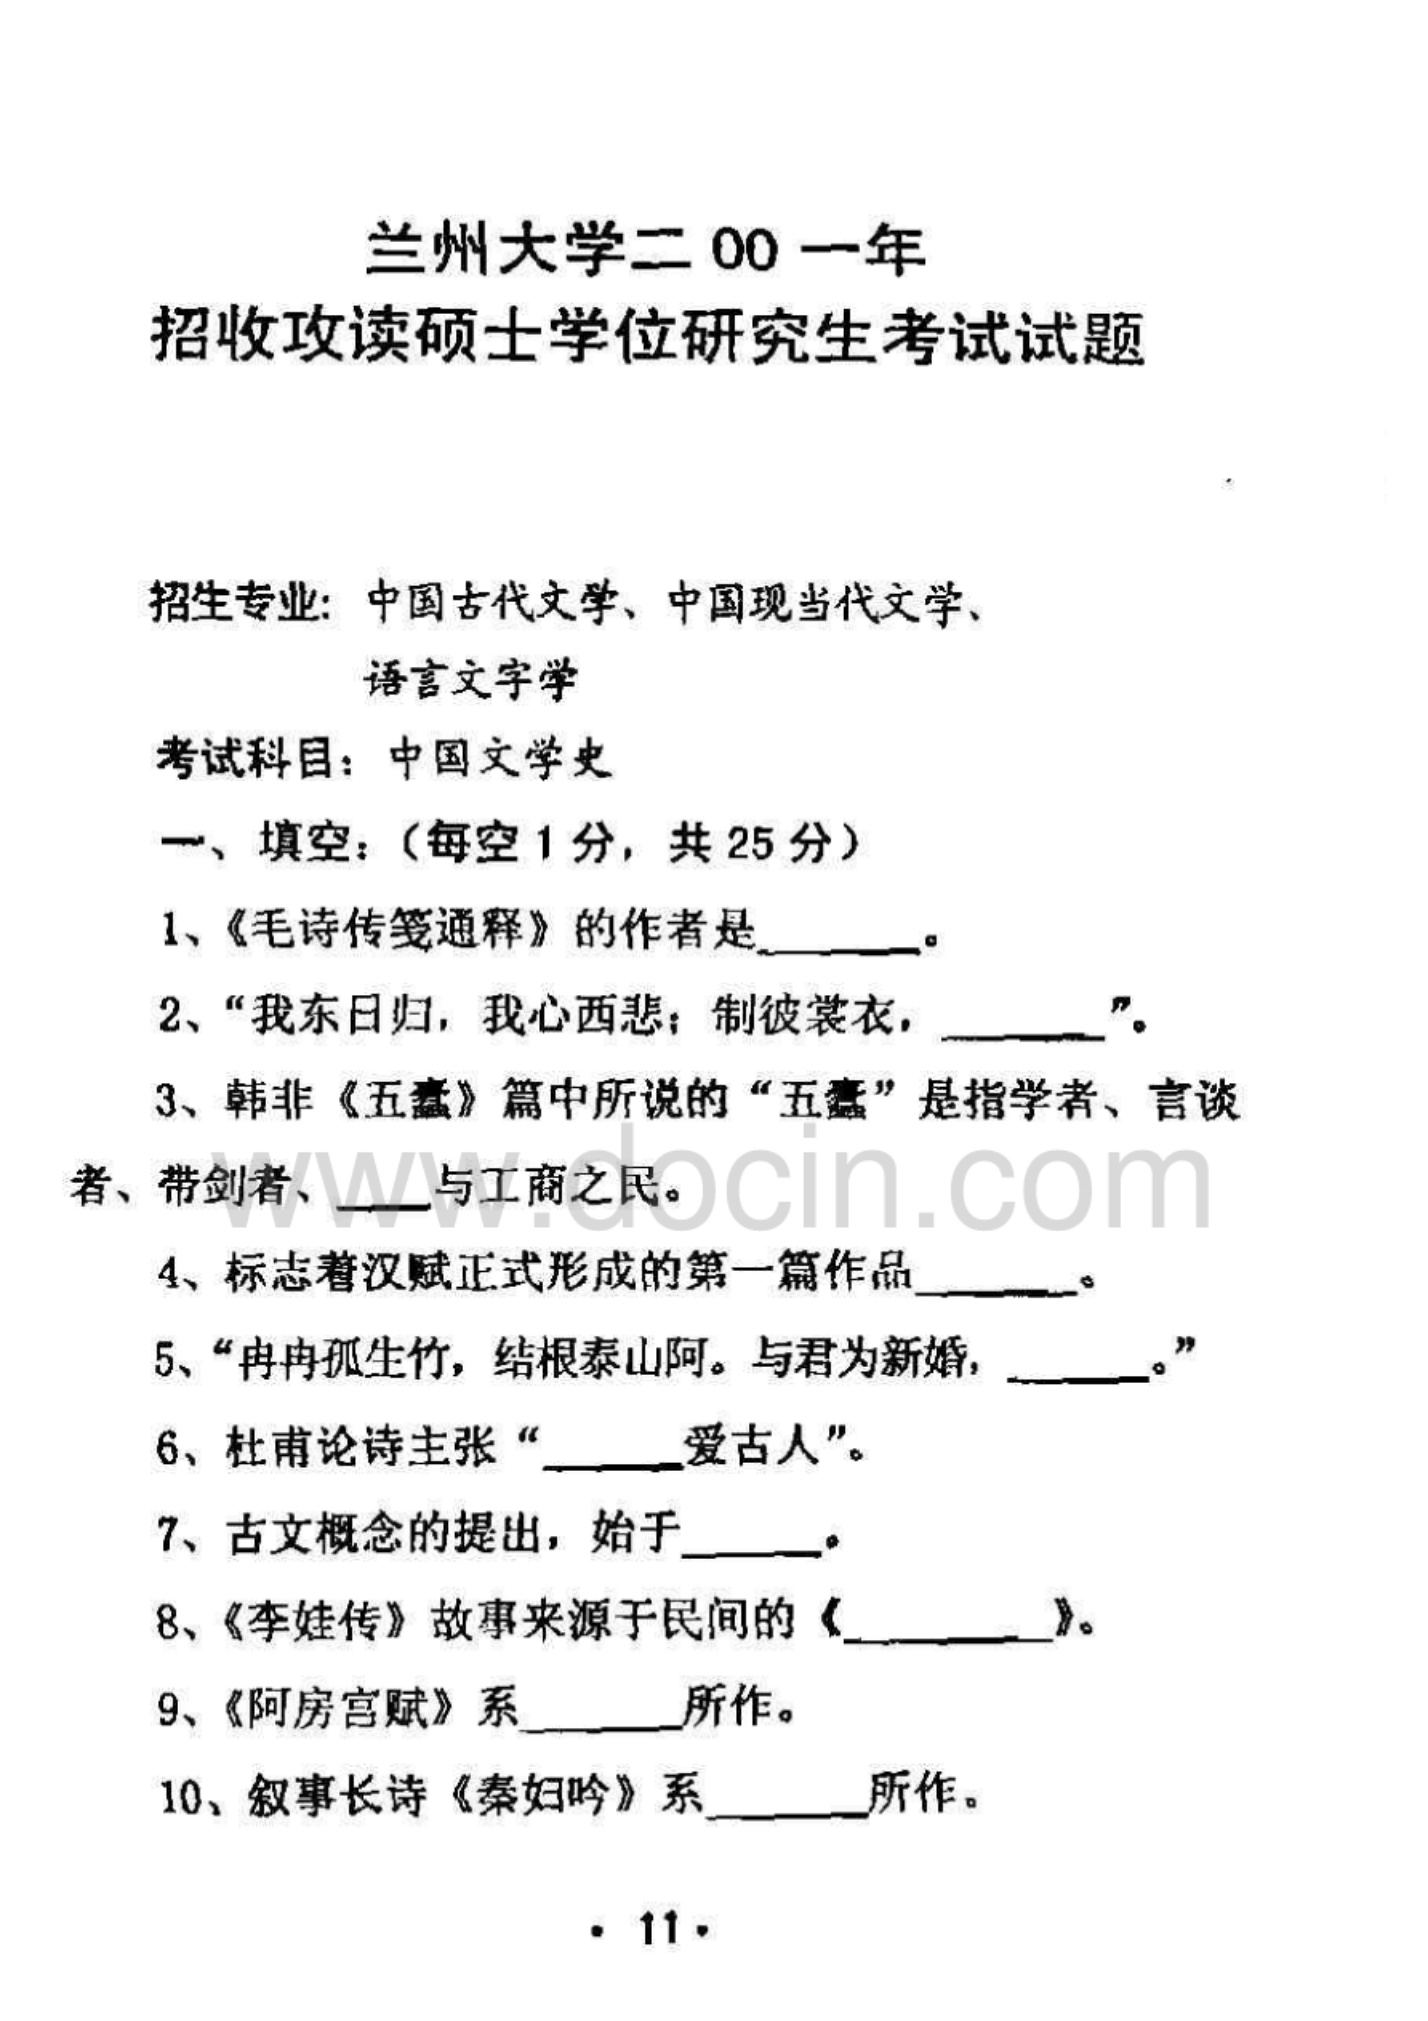 兰州大学二00一年
招收攻读硕士学位研究生考试试题
招生专业: 中国古代文学、中国现当代文学、
语言文字学
考试科目: 中国文学史
一、填空:(每空1分, 共25分)
1、《毛诗传笺通释》的作者是______。
2、“我东日归, 我心西悲; 制彼裳衣, ______”。
3、韩非《五蠹》篇中所说的“五蠹”是指学者、言谈
者、带剑者、____与工商之民。
4、标志着汉赋正式形成的第一篇作品______。
5、“冉冉孤生竹, 结根泰山阿。与君为新婚, ______。”
6、杜甫论诗主张“______爱古人”。
7、古文概念的提出, 始于______。
8、《李娃传》故事来源于民间的《________》。
9、《阿房宫赋》系______所作。
10、叙事长诗《秦妇吟》系______所作。
www.docin.com
· 11 ·